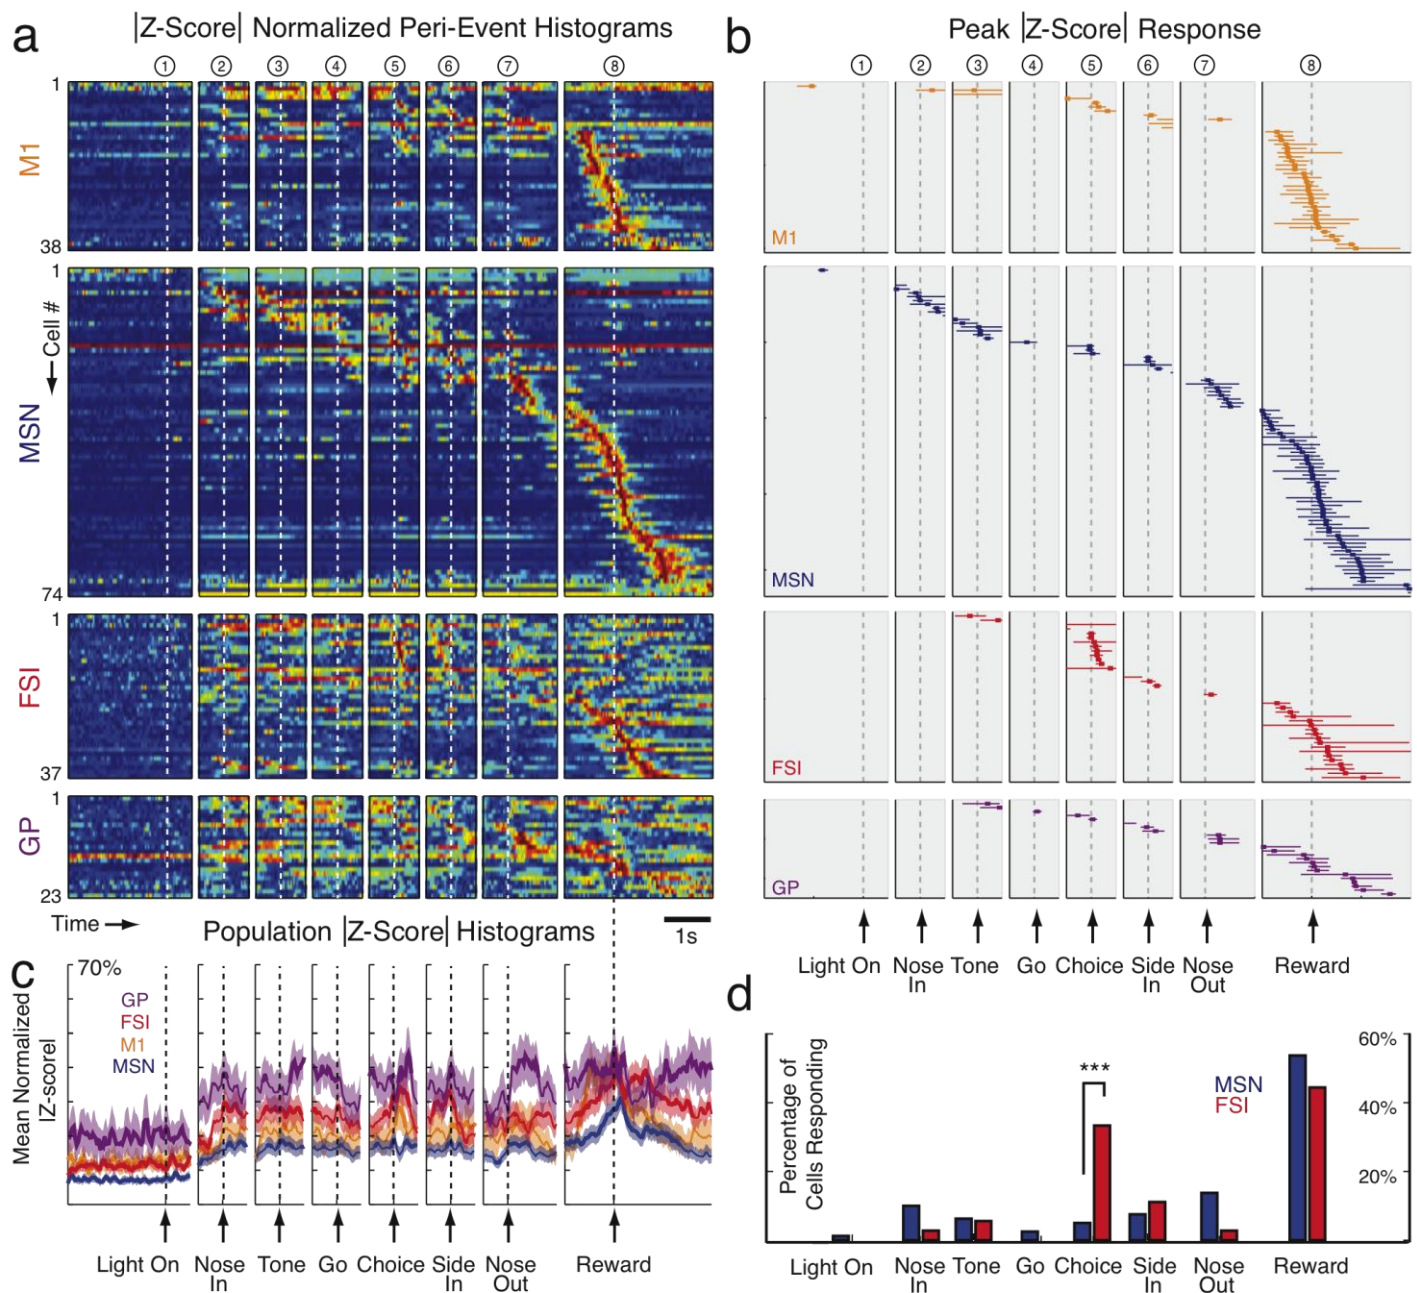 a
|Z-Score| Normalized Peri-Event Histograms
1 2 3 4 5 6 7 8
1
M1
38
1
Cell #
MSN
74
1
FSI
37
1
GP
23
Time
1s
b
Peak |Z-Score| Response
1 2 3 4 5 6 7 8
M1
MSN
FSI
GP
Light On Nose In Tone Go Choice Side In Nose Out Reward
c
Population |Z-Score| Histograms
70%
Mean Normalized
|Z-score|
GP
FSI
M1
MSN
Light On Nose In Tone Go Choice Side In Nose Out Reward
d
Percentage of
Cells Responding
***
MSN
FSI
60%
40%
20%
Light On Nose In Tone Go Choice Side In Nose Out Reward